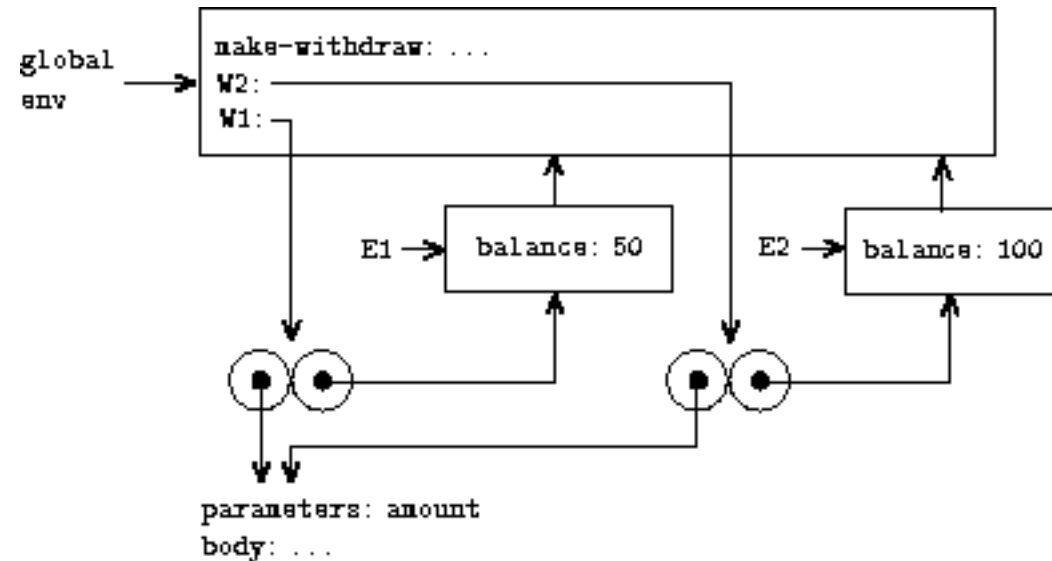 global
env
make-withdraw: ...
W2:
W1:
E1
balance: 50
E2
balance: 100
parameters: amount
body: ...